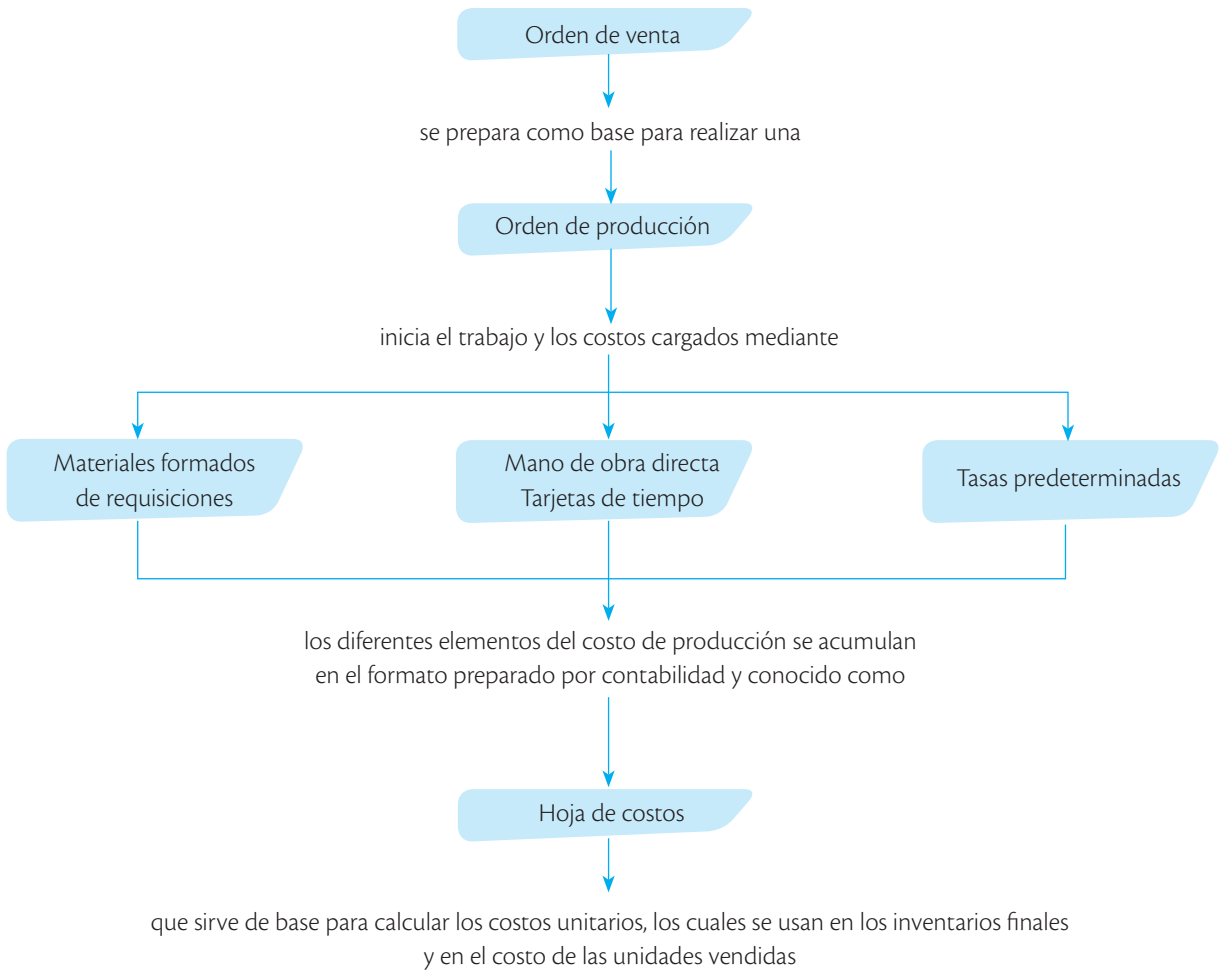 Orden de venta
se prepara como base para realizar una
Orden de producción
inicia el trabajo y los costos cargados mediante
Materiales formados
de requisiciones
Mano de obra directa
Tarjetas de tiempo
Tasas predeterminadas
los diferentes elementos del costo de producción se acumulan
en el formato preparado por contabilidad y conocido como
Hoja de costos
que sirve de base para calcular los costos unitarios, los cuales se usan en los inventarios finales
y en el costo de las unidades vendidas